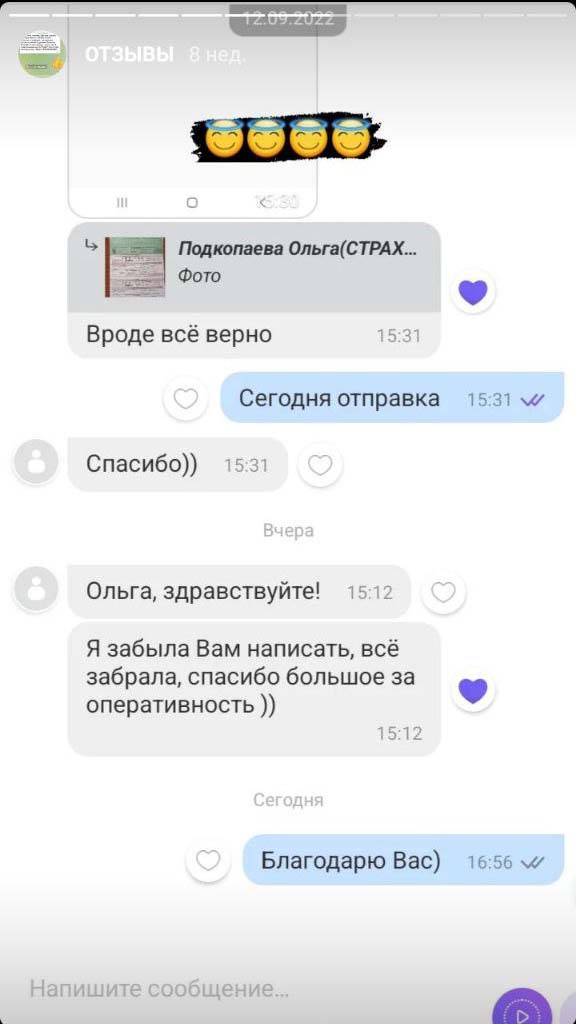 12.09.2022
ОТЗЫВЫ 8 нед.
15:30
Подкопаева Ольга(СТРАХ...
Фото
Вроде всё верно 15:31
Сегодня отправка 15:31
Спасибо)) 15:31
Вчера
Ольга, здравствуйте! 15:12
Я забыла Вам написать, всё
забрала, спасибо большое за
оперативность ))
15:12
Сегодня
Благодарю Вас) 16:56
Напишите сообщение...